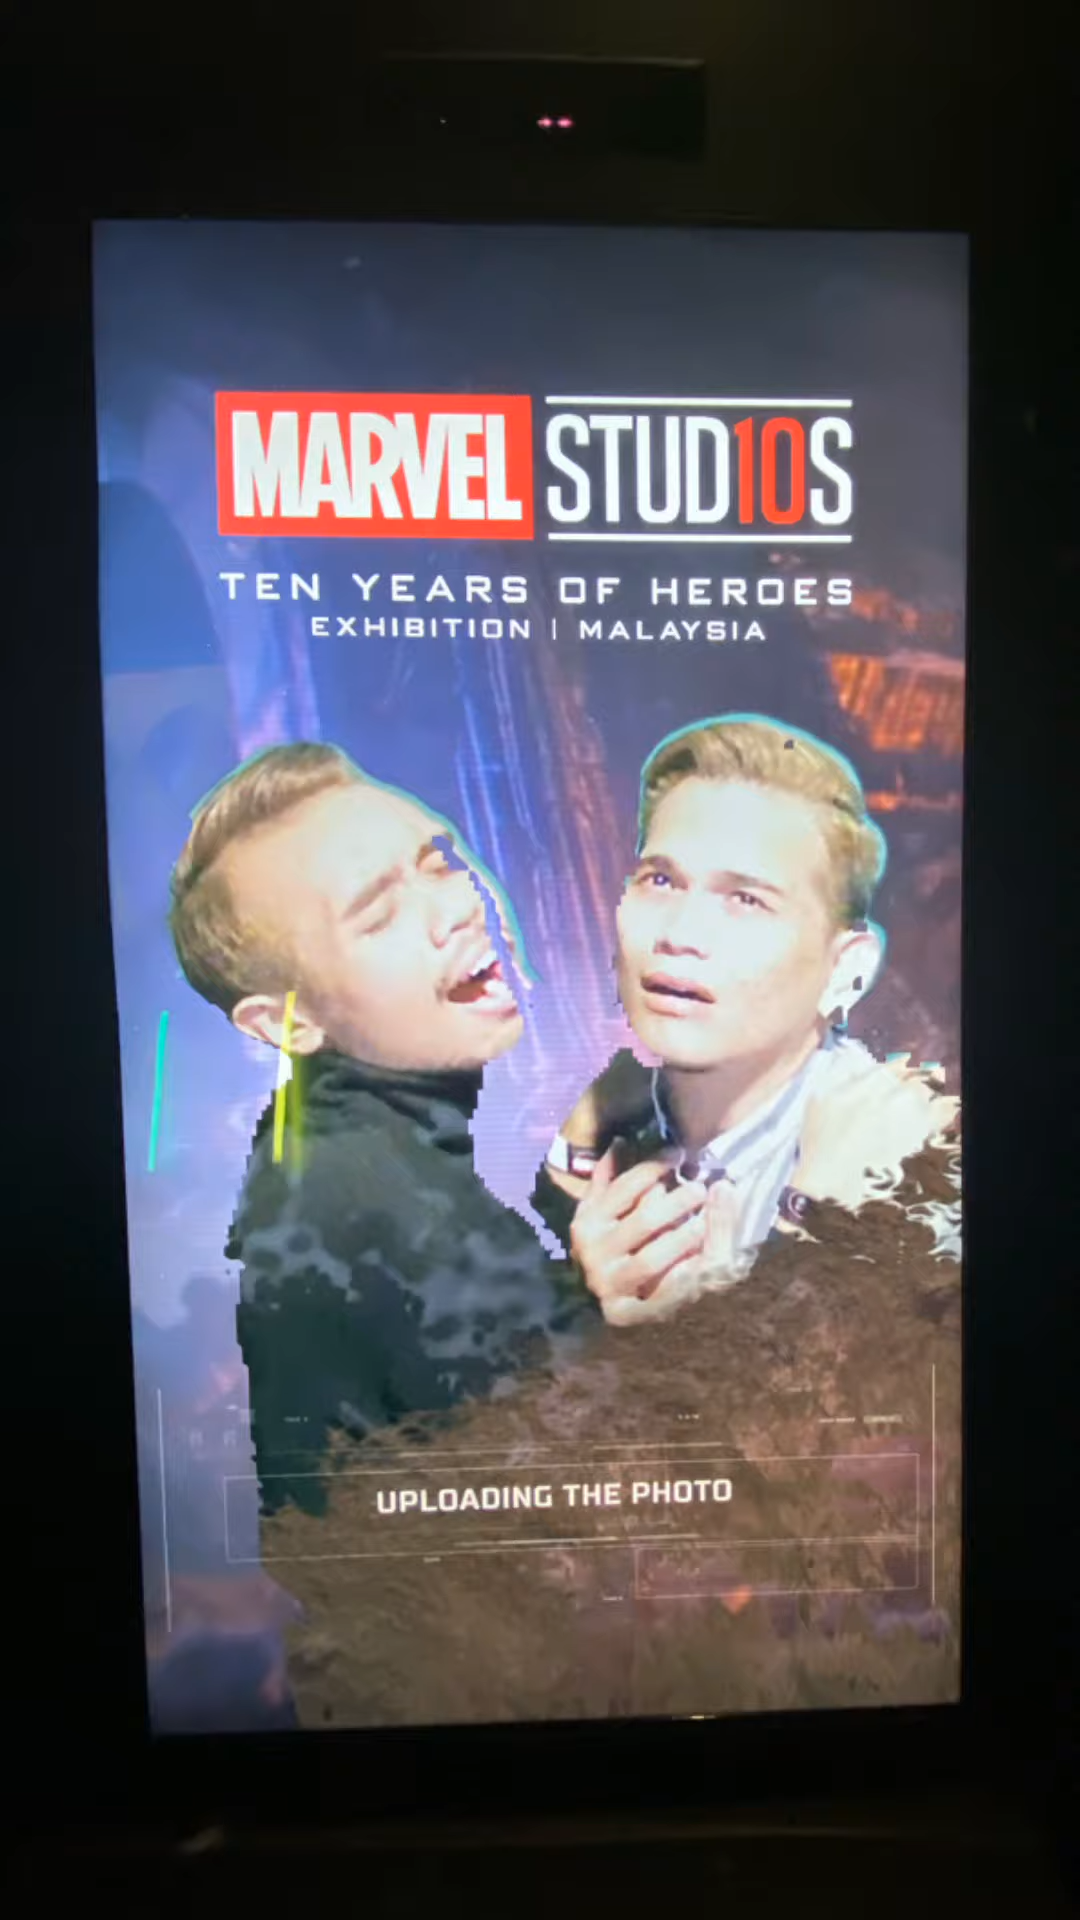 MARVEL STUD10S
TEN YEARS OF HEROES
EXHIBITION | MALAYSIA
UPLOADING THE PHOTO